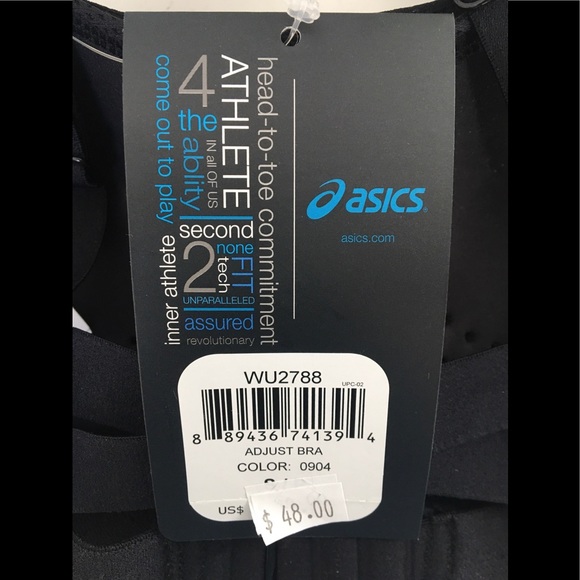 head-to-toe commitment
ATHLETE
4
IN all OF US
the ablity
come out to play
second
2
none
FIT
tech
UNPARALLELED
assured
revolutionary
inner athlete
asics
asics.com
WU2788
UPC-02
8 89436 74139 4
ADJUST BRA
COLOR: 0904
US$
$ 48.00